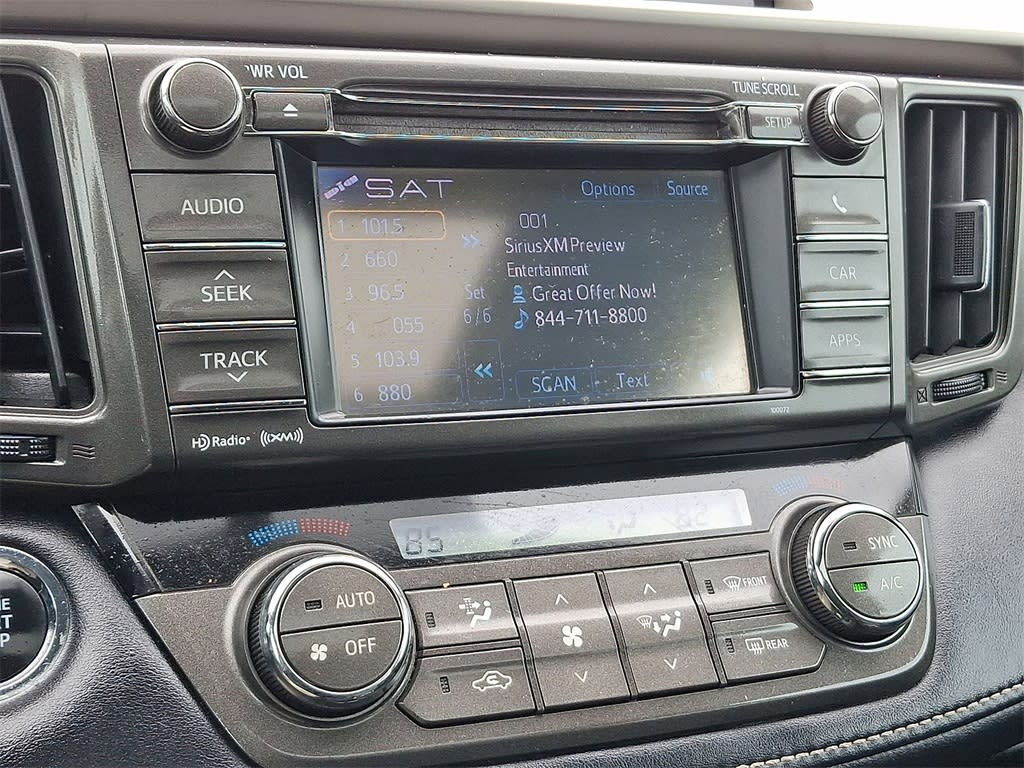 PWR VOL
TUNE SCROLL
SETUP
AUDIO
SEEK
TRACK
HD Radio
((XM))
SAT
Options Source
1 1015
2 660
3 96.5
4 055
5 103.9
6 880
Set
6/6
001
SiriusXM Preview
Entertainment
Great Offer Now!
844-711-8800
SCAN Text
CAR
APPS
100072
85
82
AUTO
OFF
FRONT
REAR
SYNC
A/C